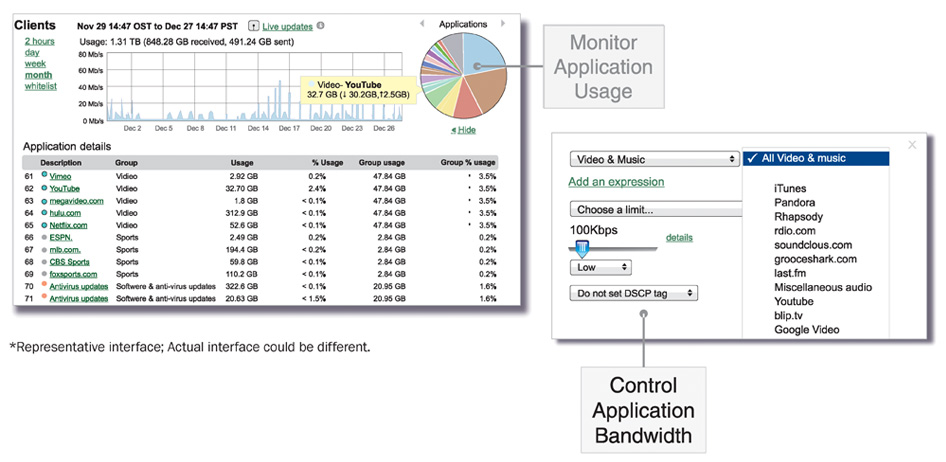 Clients
Nov 29 14:47 OST to Dec 27 14:47 PST Live updates
2 hours
day
week
month
whitelist
Usage: 1.31 TB (848.28 GB received, 491.24 GB sent)
80 Mb/s
60 Mb/s
40 Mb/s
20 Mb/s
0 Mb/s
Dec 2 Dec 5 Dec 8 Dec 11 Dec 14 Dec 17 Dec 20 Dec 23 Dec 26
Applications
Video- YouTube
32.7 GB (↓ 30.2GB,12.5GB)
Hide
Application details
Description Group Usage % Usage Group usage Group % usage
61 Vimeo Vidieo 2.92 GB 0.2% 47.84 GB 3.5%
62 YouTube Vidieo 32.70 GB 2.4% 47.84 GB 3.5%
63 megavideo.com Vidieo 1.8 GB < 0.1% 47.84 GB 3.5%
64 hulu.com Vidieo 312.9 GB < 0.1% 47.84 GB 3.5%
65 Netflix.com Vidieo 52.6 GB < 0.1% 47.84 GB 3.5%
66 ESPN. Sports 2.49 GB 0.2% 2.84 GB 0.2%
67 mlb.com. Sports 194.4 GB < 0.1% 2.84 GB 0.2%
68 CBS Sports Sports 59.8 GB < 0.1% 2.84 GB 0.2%
69 foxsports.com Sports 110.2 GB < 0.1% 2.84 GB 0.2%
70 Antivirus updates Softwere & anti-virus updates 322.6 GB < 0.1% 20.95 GB 1.6%
71 Antivirus updates Softwere & anti-virus updates 20.63 GB < 1.5% 20.95 GB 1.6%
*Representative interface; Actual interface could be different.
Monitor
Application
Usage
X
Video & Music
Add an expression
Choose a limit...
100Kbps
details
Low
Do not set DSCP tag
✓ All Video & music
iTunes
Pandora
Rhapsody
rdio.com
soundclous.com
grooceshark.com
last.fm
Miscellaneous audio
Youtube
blip.tv
Google Video
Control
Application
Bandwidth